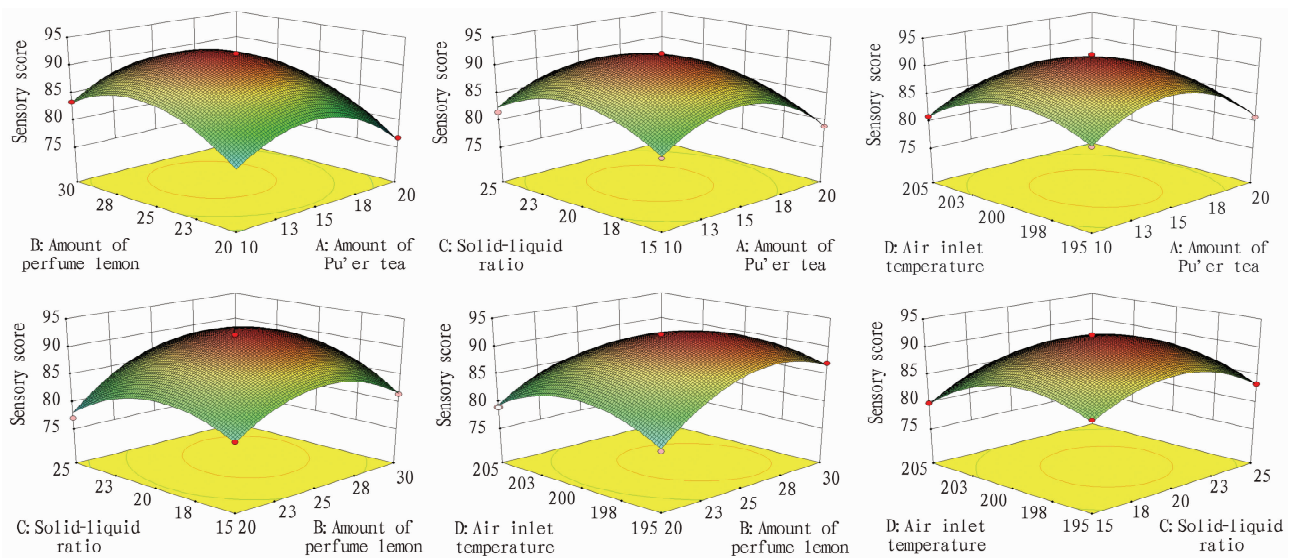 95
90
85
80
75
Sensory score
30
28
25
23
20 10
13
15
18
20
B: Amount of
perfume lemon
A: Amount of
Pu'er tea
95
90
85
80
75
Sensory score
25
23
20
18
15 10
13
15
18
20
C: Solid-liquid
ratio
A: Amount of
Pu'er tea
95
90
85
80
75
Sensory score
205
203
200
198
195 10
13
15
18
20
D: Air inlet
temperature
A: Amount of
Pu'er tea
95
90
85
80
75
Sensory score
25
23
20
18
15 20
23
25
28
30
C: Solid-liquid
ratio
B: Amount of
perfume lemon
95
90
85
80
75
Sensory score
205
203
200
198
195 20
23
25
28
30
D: Air inlet
temperature
B: Amount of
perfume lemon
95
90
85
80
75
Sensory score
205
203
200
198
195 15
18
20
23
25
D: Air inlet
temperature
C: Solid-liquid
ratio